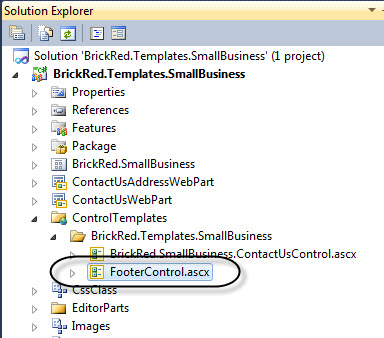 Solution Explorer
Solution 'BrickRed.Templates.SmallBusiness' (1 project)
BrickRed.Templates.SmallBusiness
Properties
References
Features
Package
BrickRed.SmallBusiness
ContactUsAddressWebPart
ContactUsWebPart
ControlTemplates
BrickRed.Templates.SmallBusiness
BrickRed.SmallBusiness.ContactUsControl.ascx
FooterControl.ascx
CssClass
EditorParts
Images